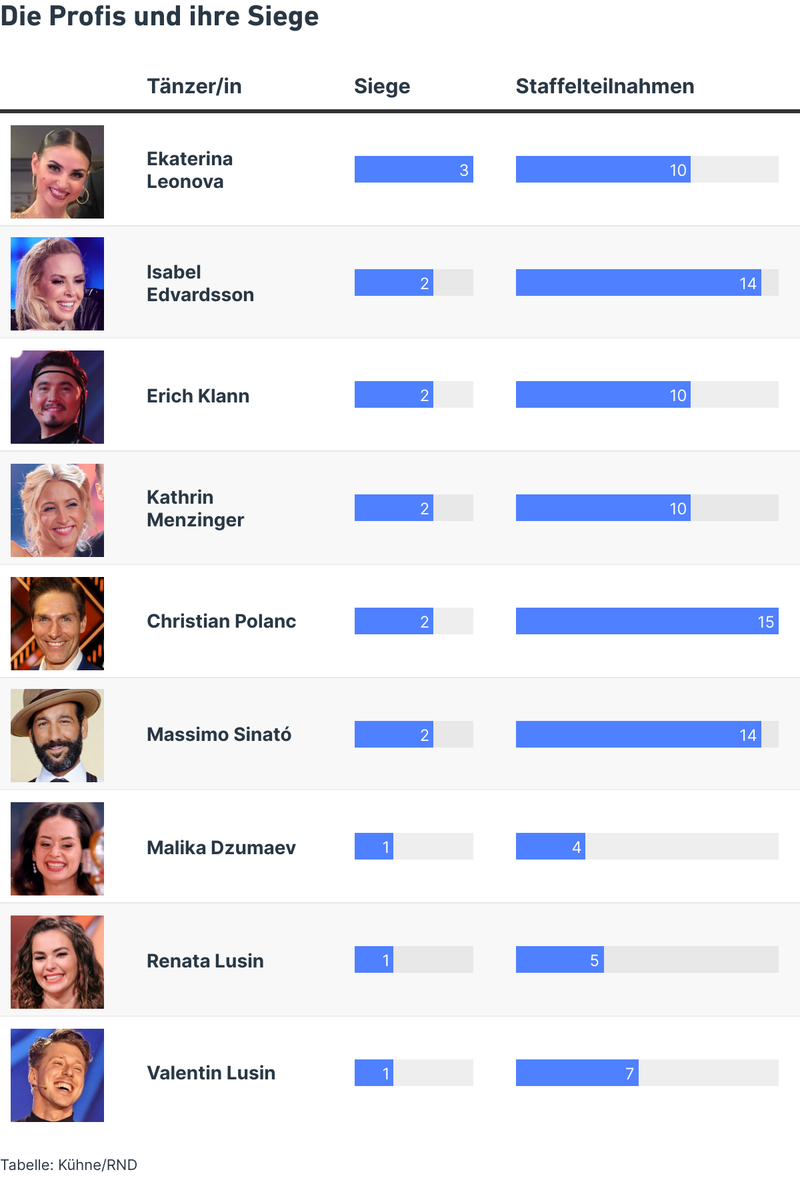 Die Profis und ihre Siege
Tänzer/in Siege Staffelteilnahmen
Ekaterina
Leonova
3 10
Isabel
Edvardsson
2 14
Erich Klann 2 10
Kathrin
Menzinger
2 10
Christian Polanc 2 15
Massimo Sinató 2 14
Malika Dzumaev 1 4
Renata Lusin 1 5
Valentin Lusin 1 7
Tabelle: Kühne/RND